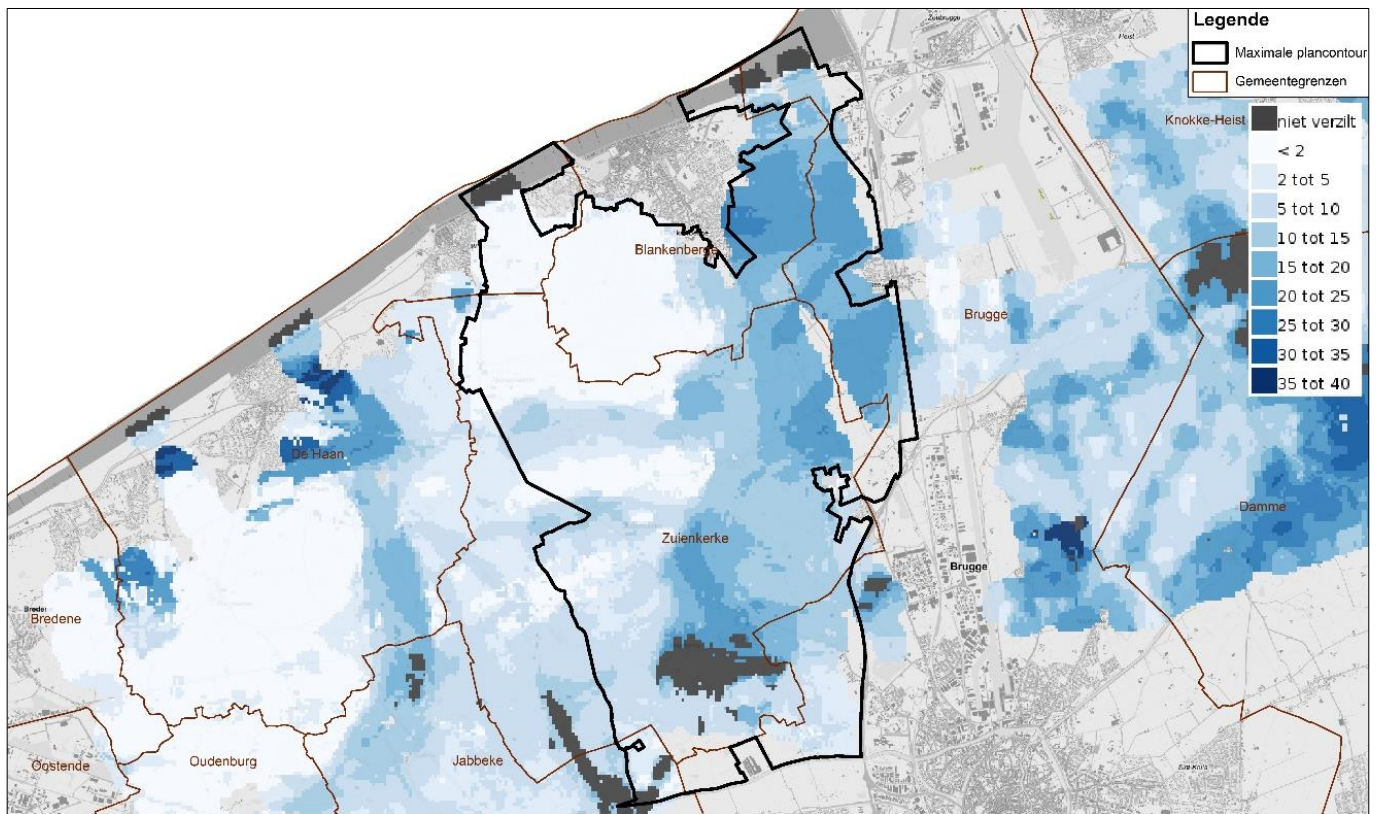 Legende
Maximale plancontour
Gemeentegrenzen
niet verzilt
< 2
2 tot 5
5 tot 10
10 tot 15
15 tot 20
20 tot 25
25 tot 30
30 tot 35
35 tot 40
Zeebrugge
Heist
Knokke-Heist
Blankenberge
Brugge
De Haan
Damme
Zuienkerke
Brugge
Bredene
Oostende
Oudenburg
Jabbeke